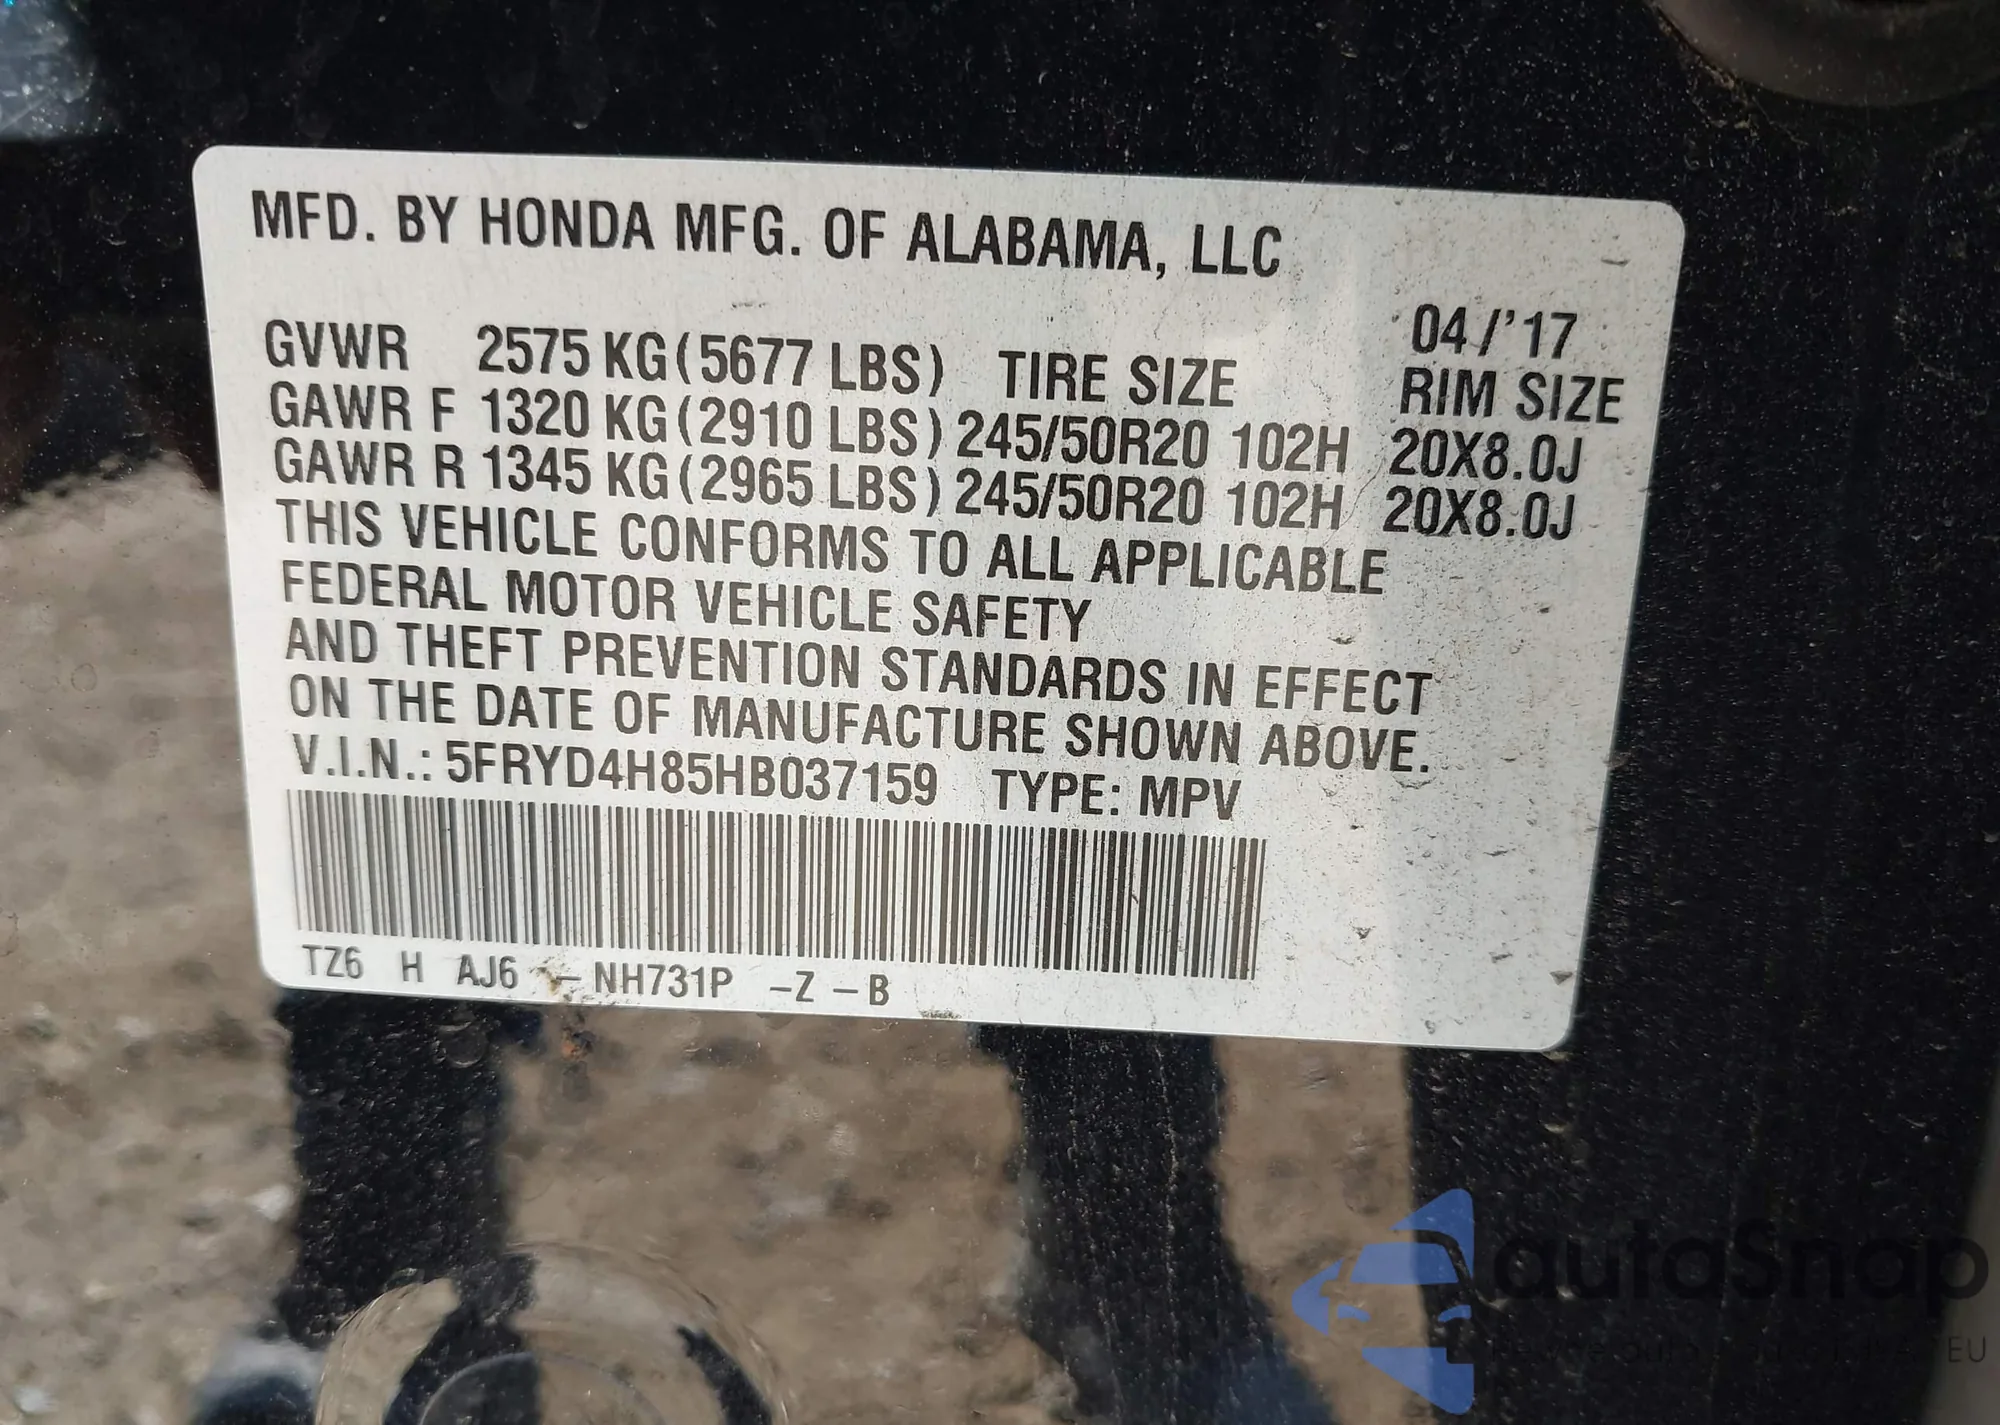 MFD. BY HONDA MFG. OF ALABAMA, LLC
04/'17
GVWR 2575 KG (5677 LBS) TIRE SIZE RIM SIZE
GAWR F 1320 KG (2910 LBS) 245/50R20 102H 20X8.0J
GAWR R 1345 KG (2965 LBS) 245/50R20 102H 20X8.0J
THIS VEHICLE CONFORMS TO ALL APPLICABLE
FEDERAL MOTOR VEHICLE SAFETY
AND THEFT PREVENTION STANDARDS IN EFFECT
ON THE DATE OF MANUFACTURE SHOWN ABOVE.
V.I.N.: 5FRYD4H85HB037159 TYPE: MPV
TZ6 H AJ6 – NH731P –Z –B
autoSnap
EU